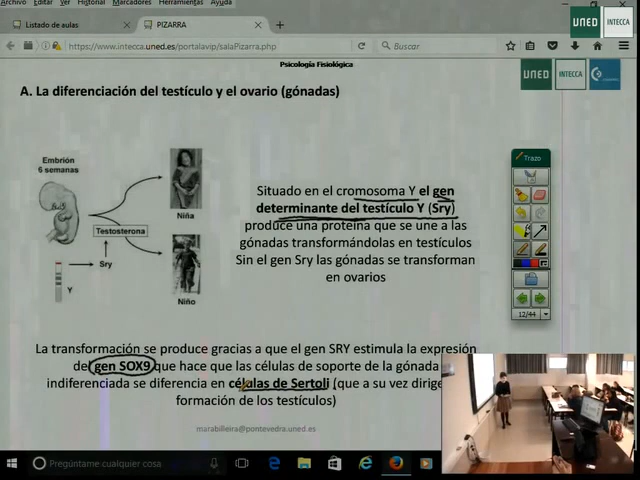 Archivo Editar Ver Historial Marcadores Herramientas Ayuda
Listado de aulas
PIZARRA
https://www.intecca.uned.es/portalavip/salaPizarra.php
Buscar
UNED INTECCA
Psicología Fisiológica
UNED INTECCA
A. La diferenciación del testículo y el ovario (gónadas)
Embrión
6 semanas
Niña
Testosterona
Sry
Y
Niño
Situado en el cromosoma Y el gen
determinante del testículo Y (Sry)
produce una proteína que se une a las
gónadas transformándolas en testículos
Sin el gen Sry las gónadas se transforman
en ovarios
Trazo
12/44
La transformación se produce gracias a que el gen SRY estimula la expresión
de gen SOX9 que hace que las células de soporte de la gónada
indiferenciada se diferencia en células de Sertoli (que a su vez dirige
formación de los testículos)
marabilleira@pontevedra.uned.es
Pregúntame cualquier cosa